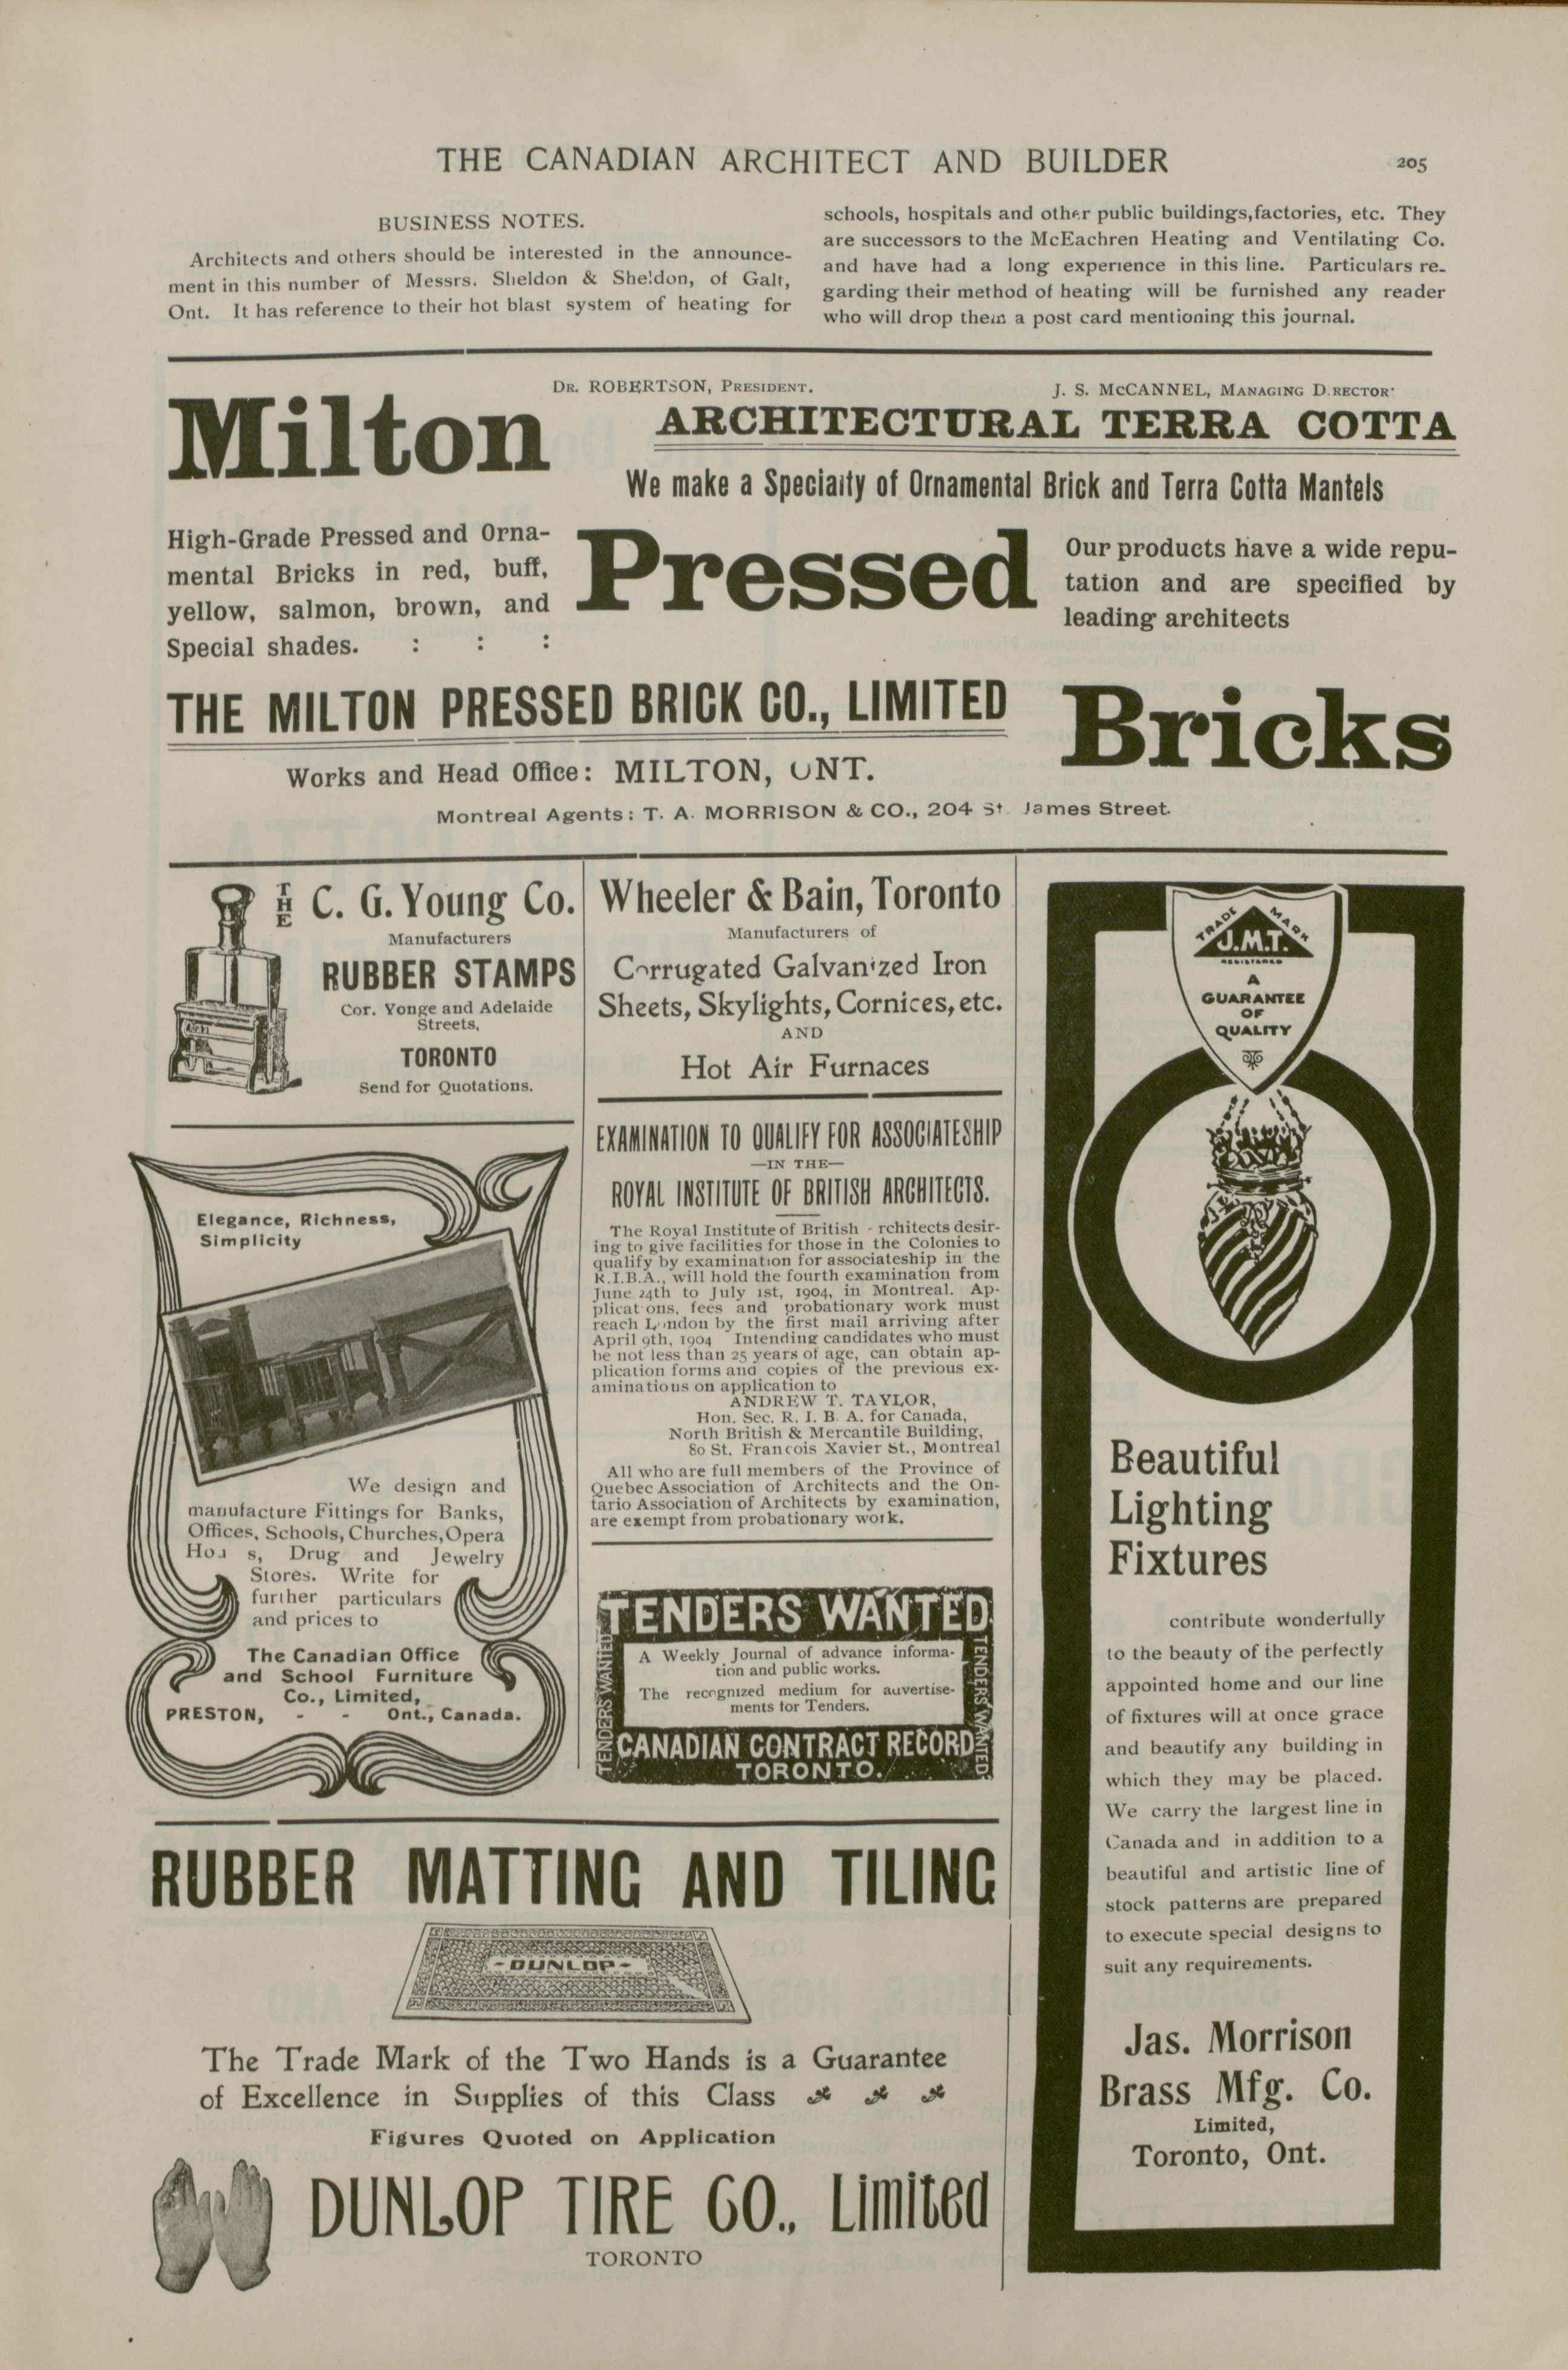 THE CANADIAN ARCHITECT AND BUILDER 205
BUSINESS NOTES.
Architects and others should be interested in the announce-
ment in this number of Messrs. Sheldon & Sheldon, of Galt,
Ont. It has reference to their hot blast system of heating for
schools, hospitals and other public buildings, factories, etc. They
are successors to the McEachren Heating and Ventilating Co.
and have had a long experience in this line. Particulars re-
garding their method of heating will be furnished any reader
who will drop them a post card mentioning this journal.
DR. ROBERTSON, PRESIDENT. J. S. MCCANNEL, MANAGING D.RECTOR
Milton
ARCHITECTURAL TERRA COTTA
We make a Specialty of Ornamental Brick and Terra Cotta Mantels
High-Grade Pressed and Orna-
mental Bricks in red, buff,
yellow, salmon, brown, and
Special shades. : : :
Pressed
Our products have a wide repu-
tation and are specified by
leading architects
THE MILTON PRESSED BRICK CO., LIMITED
Bricks
Works and Head Office: MILTON, ONT.
Montreal Agents: T. A. MORRISON & CO., 204 St. James Street.
THE C. G. Young Co.
Manufacturers
RUBBER STAMPS
Cor. Yonge and Adelaide
Streets,
TORONTO
Send for Quotations.
Elegance, Richness,
Simplicity
We design and
manufacture Fittings for Banks,
Offices, Schools, Churches, Opera
Hou s, Drug and Jewelry
Stores. Write for
further particulars
and prices to
The Canadian Office
and School Furniture
Co., Limited,
PRESTON, - - Ont., Canada.
Wheeler & Bain, Toronto
Manufacturers of
Corrugated Galvanized Iron
Sheets, Skylights, Cornices, etc.
AND
Hot Air Furnaces
EXAMINATION TO QUALIFY FOR ASSOCIATESHIP
—IN THE—
ROYAL INSTITUTE OF BRITISH ARCHITECTS.
The Royal Institute of British rchitects desir-
ing to give facilities for those in the Colonies to
qualify by examination for associateship in the
R.I.B.A., will hold the fourth examination from
June 24th to July 1st, 1904, in Montreal. Ap-
plicat ons, fees and probationary work must
reach London by the first mail arriving after
April 9th, 1904 Intending candidates who must
be not less than 25 years of age, can obtain ap-
plication forms and copies of the previous ex-
aminations on application to
ANDREW T. TAYLOR,
Hon. Sec. R. I. B. A. for Canada,
North British & Mercantile Building,
80 St. Francois Xavier St., Montreal
All who are full members of the Province of
Quebec Association of Architects and the On-
tario Association of Architects by examination,
are exempt from probationary work.
TENDERS WANTED
TENDERS WANTED
TENDERS WANTED
A Weekly Journal of advance informa-
tion and public works.
The recognized medium for advertise-
ments for Tenders.
CANADIAN CONTRACT RECORD
TORONTO.
RUBBER MATTING AND TILING
-DUNLOP-
The Trade Mark of the Two Hands is a Guarantee
of Excellence in Supplies of this Class
Figures Quoted on Application
DUNLOP TIRE CO., Limited
TORONTO
TRADE MARK
J.M.T.
REGISTERED
A
GUARANTEE
OF
QUALITY
Beautiful
Lighting
Fixtures
contribute wonderfully
to the beauty of the perfectly
appointed home and our line
of fixtures will at once grace
and beautify any building in
which they may be placed.
We carry the largest line in
Canada and in addition to a
beautiful and artistic line of
stock patterns are prepared
to execute special designs to
suit any requirements.
Jas. Morrison
Brass Mfg. Co.
Limited,
Toronto, Ont.